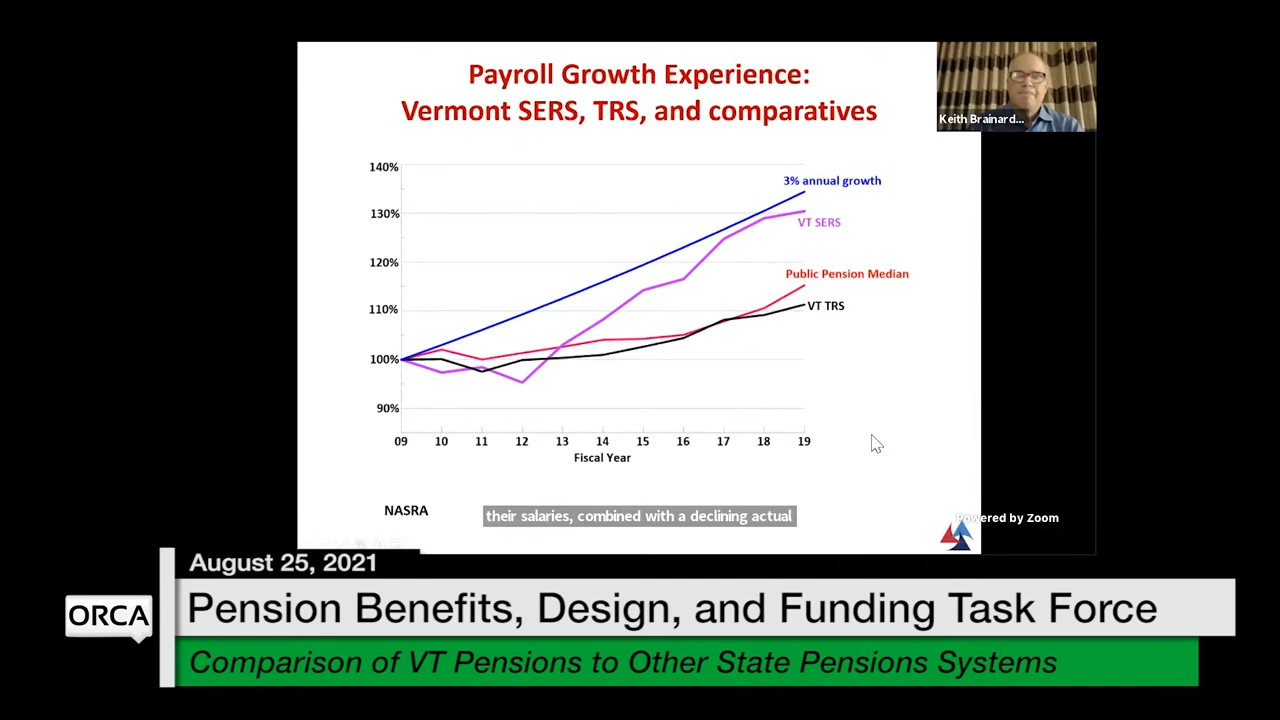 Payroll Growth Experience:
Vermont SERS, TRS, and comparatives
Keith Brainard...
140%
130%
120%
110%
100%
90%
3% annual growth
VT SERS
Public Pension Median
VT TRS
09 10 11 12 13 14 15 16 17 18 19
Fiscal Year
NASRA
their salaries, combined with a declining actual
Powered by Zoom
August 25, 2021
ORCA
Pension Benefits, Design, and Funding Task Force
Comparison of VT Pensions to Other State Pensions Systems